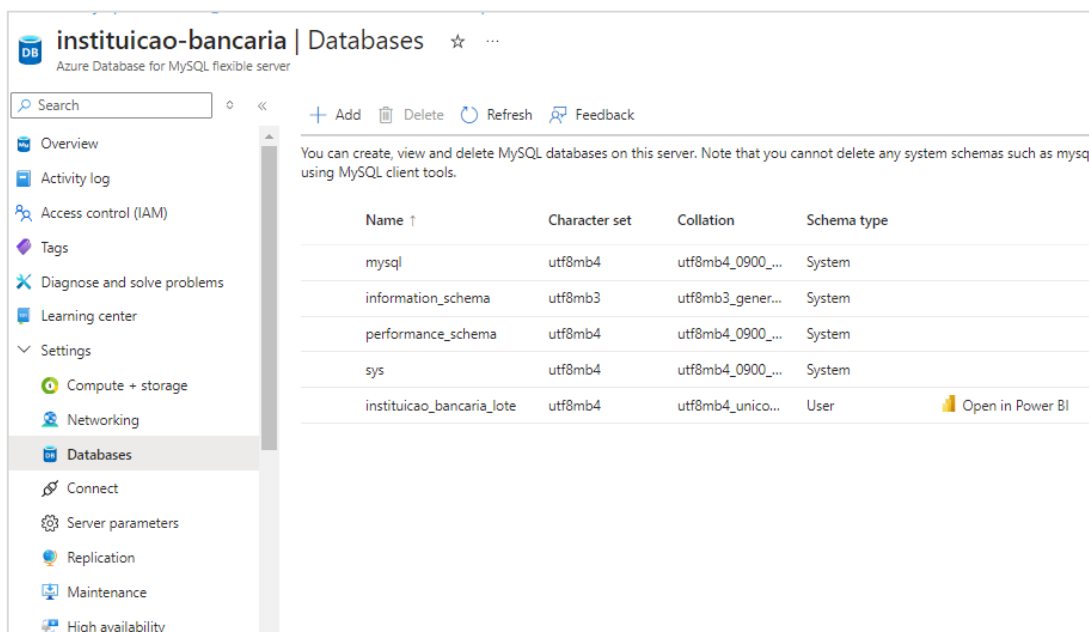 instituicao-bancaria | Databases ☆ ...
DB
Azure Database for MySQL flexible server
Search
Overview
Activity log
Access control (IAM)
Tags
Diagnose and solve problems
Learning center
Settings
Compute + storage
Networking
Databases
Connect
Server parameters
Replication
Maintenance
High availability
+ Add Delete Refresh Feedback
You can create, view and delete MySQL databases on this server. Note that you cannot delete any system schemas such as mysq
using MySQL client tools.
Name ↑ Character set Collation Schema type
mysql utf8mb4 utf8mb4_0900_... System
information_schema utf8mb3 utf8mb3_gener... System
performance_schema utf8mb4 utf8mb4_0900_... System
sys utf8mb4 utf8mb4_0900_... System
instituicao_bancaria_lote utf8mb4 utf8mb4_unico... User Open in Power BI